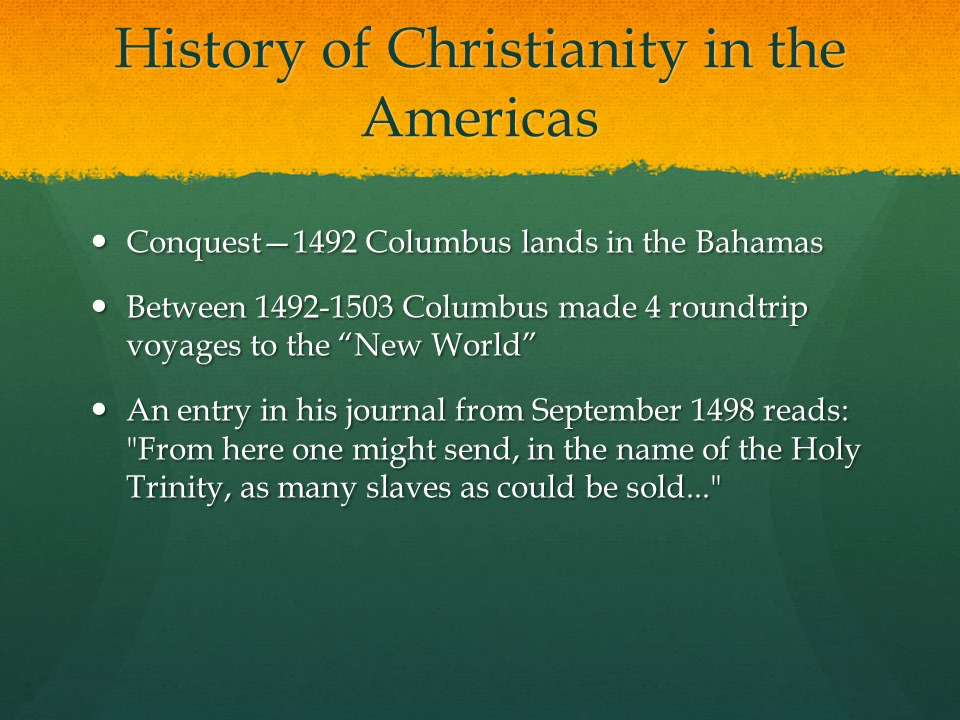 History of Christianity in the
Americas
• Conquest—1492 Columbus lands in the Bahamas
• Between 1492-1503 Columbus made 4 roundtrip
voyages to the “New World”
• An entry in his journal from September 1498 reads:
"From here one might send, in the name of the Holy
Trinity, as many slaves as could be sold..."